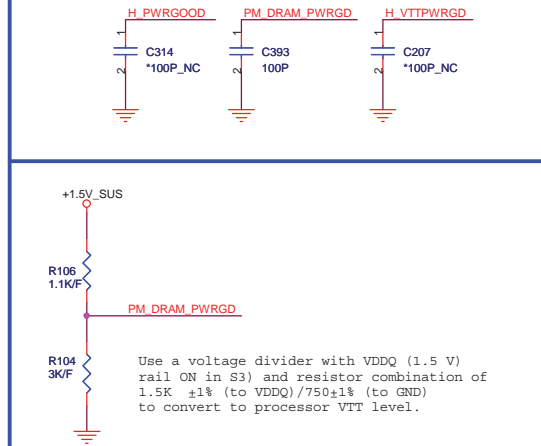 H_PWRGOOD
PM_DRAM_PWRGD
H_VTTPWRGD
1
C314
*100P_NC
2
1
C393
100P
2
1
C207
*100P_NC
2
+1.5V_SUS
R106
1.1K/F
PM_DRAM_PWRGD
R104
3K/F
Use a voltage divider with VDDQ (1.5 V)
rail ON in S3) and resistor combination of
1.5K ±1% (to VDDQ)/750±1% (to GND)
to convert to processor VTT level.